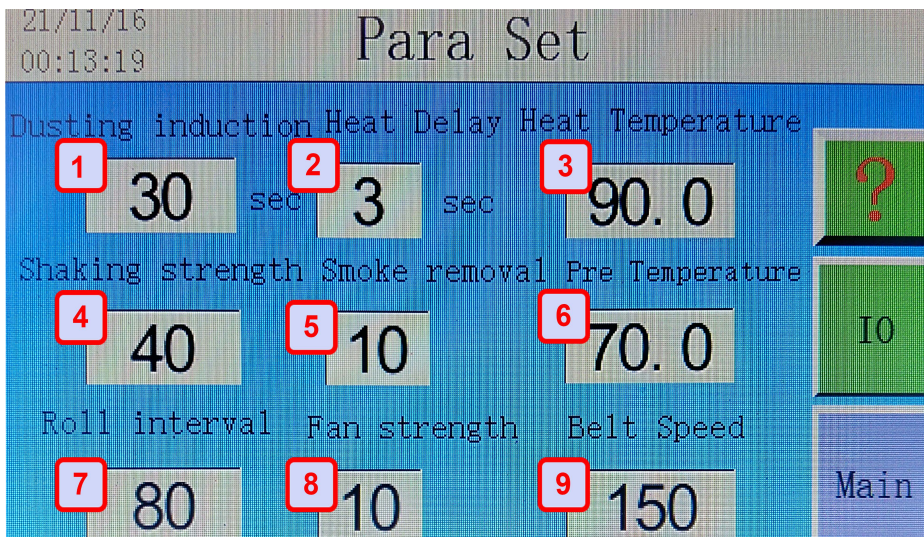 21/11/16
00:13:19
Para Set
Dusting induction Heat Delay Heat Temperature
1 30 sec 2 3 sec 3 90.0
?
Shaking strength Smoke removal Pre Temperature
4 40 5 10 6 70.0
IO
Roll interval Fan strength Belt Speed
7 80 8 10 9 150
Main